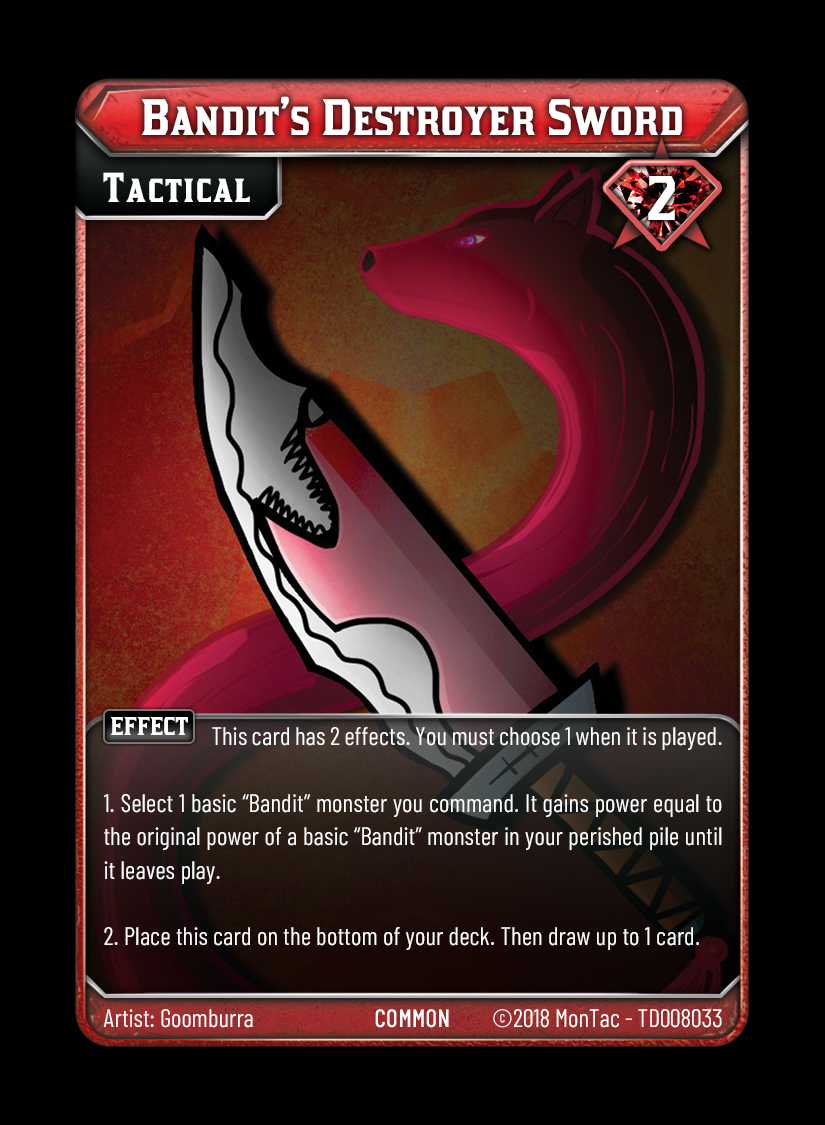 Bandit's Destroyer Sword
Tactical
2
EFFECT This card has 2 effects. You must choose 1 when it is played.
1. Select 1 basic “Bandit” monster you command. It gains power equal to
the original power of a basic “Bandit” monster in your perished pile until
it leaves play.
2. Place this card on the bottom of your deck. Then draw up to 1 card.
Artist: Goomburra COMMON ©2018 MonTac - TD008033